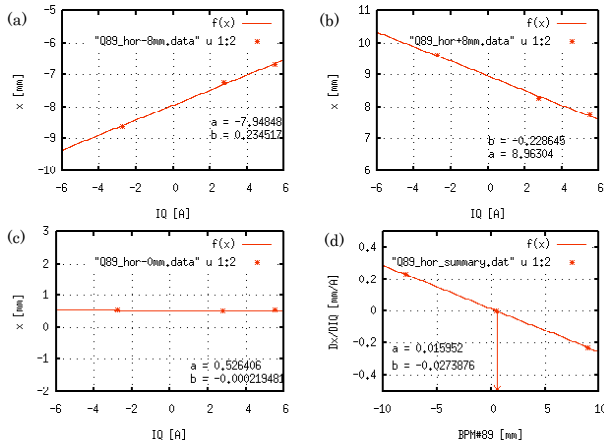 (a)
f(x)
"Q89_hor-8mm.data" u 1:2
a = -7.94848
b = 0.234517
-5
-6
-7
-8
-9
-10
x [mm]
-6 -4 -2 0 2 4 6
IQ [A]
(b)
f(x)
"Q89_hor+8mm.data" u 1:2
b = -0.228645
a = 8.96304
11
10
9
8
7
6
x [mm]
-6 -4 -2 0 2 4 6
IQ [A]
(c)
f(x)
"Q89_hor-0mm.data" u 1:2
a = 0.526406
b = -0.000219481
3
2
1
0
-1
-2
x [mm]
-6 -4 -2 0 2 4 6
IQ [A]
(d)
f(x)
"Q89_hor_summary.dat" u 1:2
a = 0.015952
b = -0.0273876
0.4
0.2
0
-0.2
-0.4
Dx/DIQ [mm/A]
-10 -5 0 5 10
BPM#89 [mm]